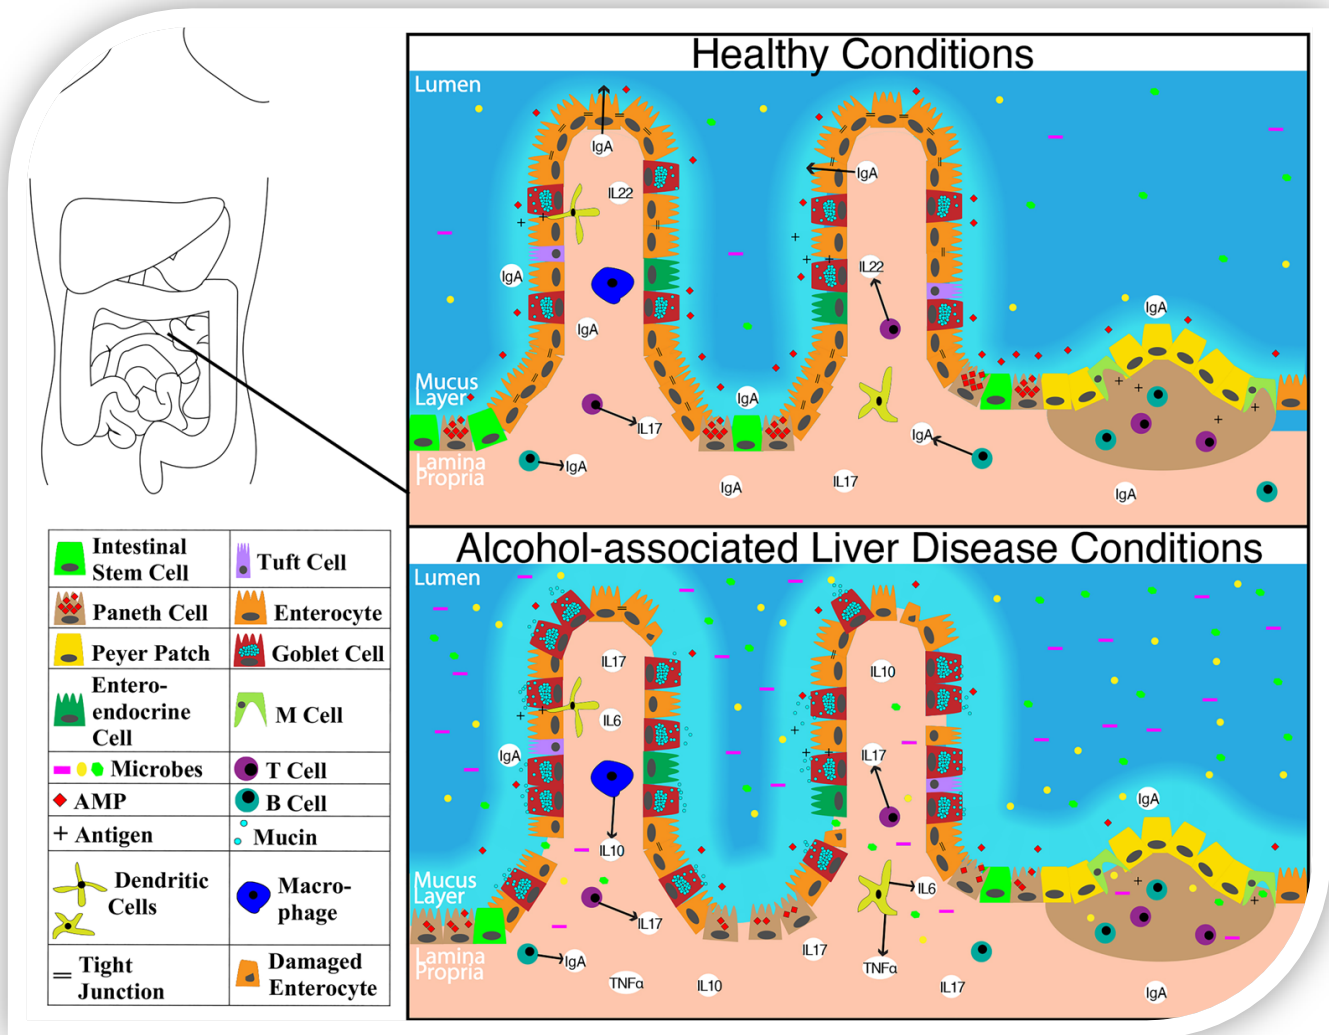 Healthy Conditions
Lumen
IgA
IL22
IgA
IL22
IgA
IgA
IgA
IgA
Mucus
Layer
IL17
IgA
Lamina
Propria
IgA
IgA
IL17
IgA
Alcohol-associated Liver Disease Conditions
Lumen
IL17
IL10
IL6
IgA
IL17
IgA
IL10
Mucus
Layer
IL6
IL17
IL17
Lamina
Propria
IgA
TNFα
TNFα
IL10
IL17
IgA
Intestinal
Stem Cell
Tuft Cell
Paneth Cell
Enterocyte
Peyer Patch
Goblet Cell
Entero-
endocrine
Cell
M Cell
Microbes
T Cell
AMP
B Cell
+ Antigen
Mucin
Dendritic
Cells
Macro-
phage
= Tight
Junction
Damaged
Enterocyte